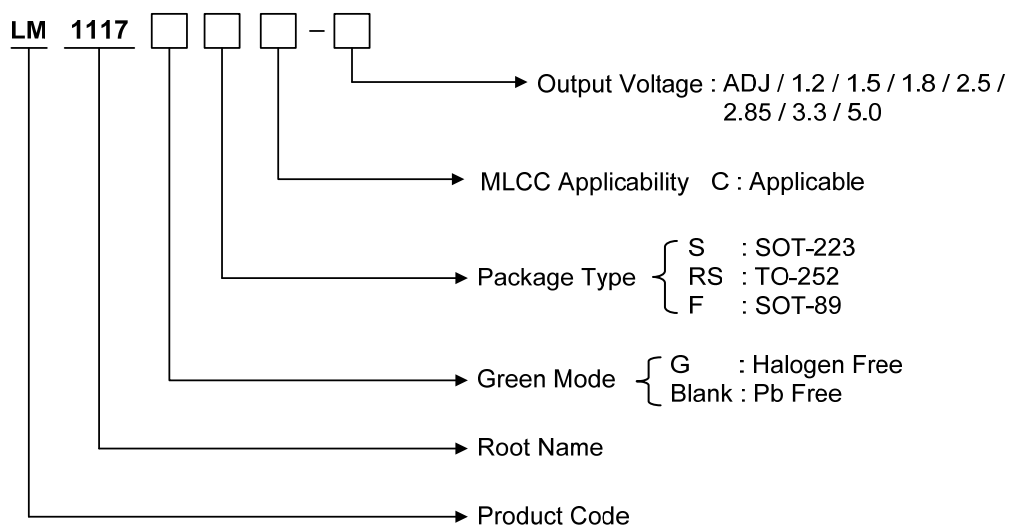 LM 1117 –
Output Voltage : ADJ / 1.2 / 1.5 / 1.8 / 2.5 /
2.85 / 3.3 / 5.0
MLCC Applicability C : Applicable
S : SOT-223
Package Type RS : TO-252
F : SOT-89
G : Halogen Free
Green Mode
Blank : Pb Free
Root Name
Product Code